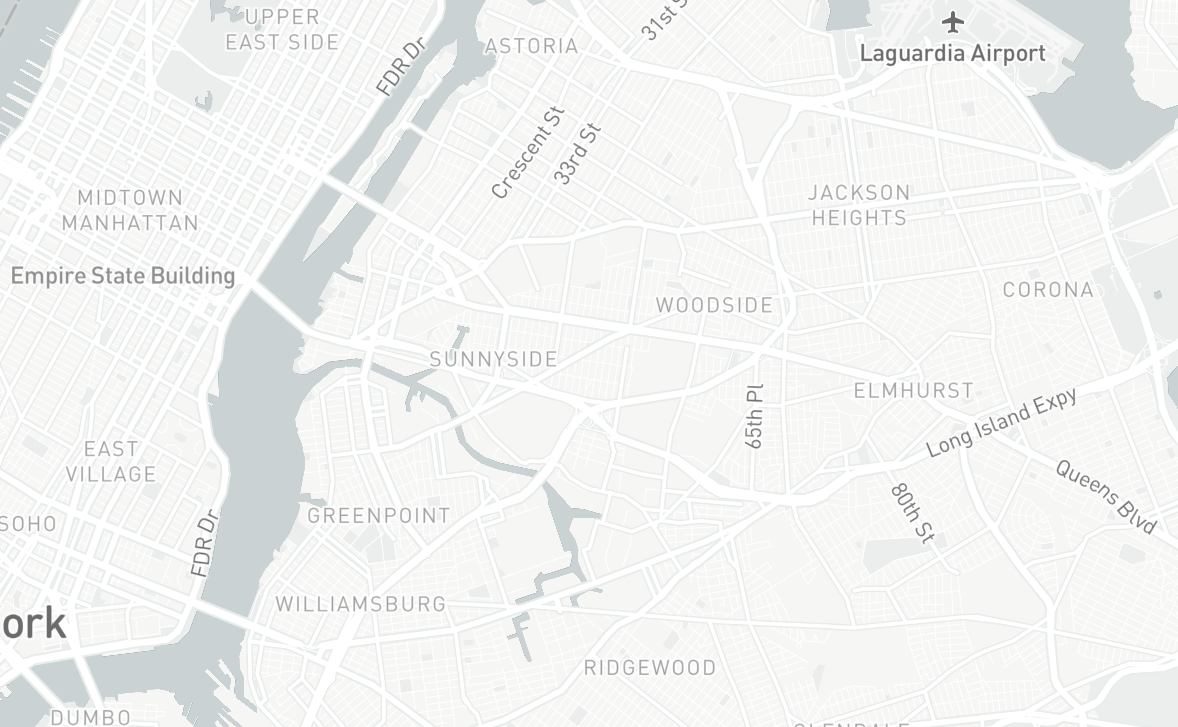 UPPER
EAST SIDE
FDR Dr
ASTORIA
31st S
Laguardia Airport
Crescent St
33rd St
MIDTOWN
MANHATTAN
JACKSON
HEIGHTS
Empire State Building
WOODSIDE
CORONA
SUNNYSIDE
ELMHURST
65th Pl
Long Island Expy
EAST
VILLAGE
Queens Blvd
80th St
SOHO
FDR Dr
GREENPOINT
WILLIAMSBURG
ork
RIDGEWOOD
DUMBO
GLENDALE